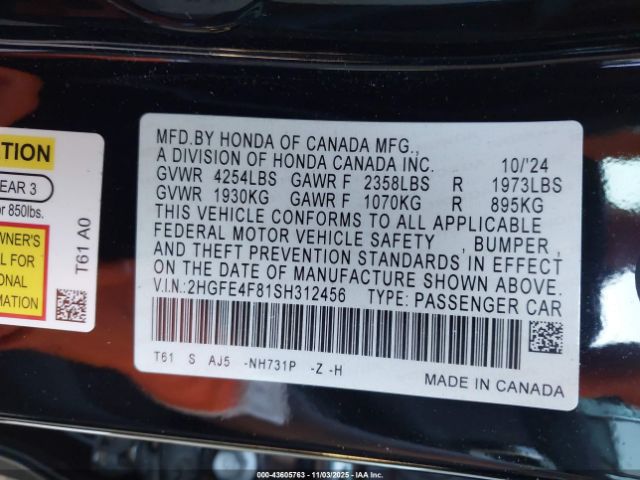 MFD.BY HONDA OF CANADA MFG.,
A DIVISION OF HONDA CANADA INC. 10/'24
GVWR 4254LBS GAWR F 2358LBS R 1973LBS
GVWR 1930KG GAWR F 1070KG R 895KG
THIS VEHICLE CONFORMS TO ALL APPLICABLE
FEDERAL MOTOR VEHICLE SAFETY , BUMPER ,
AND THEFT PREVENTION STANDARDS IN EFFECT
ON THE DATE OF MANUFACTURE SHOWN ABOVE.
V.I.N.:2HGFE4F81SH312456 TYPE: PASSENGER CAR
T61 S AJ5 -NH731P -Z -H
MADE IN CANADA
TION
EAR 3
r 850lbs.
WNER'S
L FOR
ONAL
MATION
T61 A0
000-43605763 - 11/03/2025 - IAA Inc.